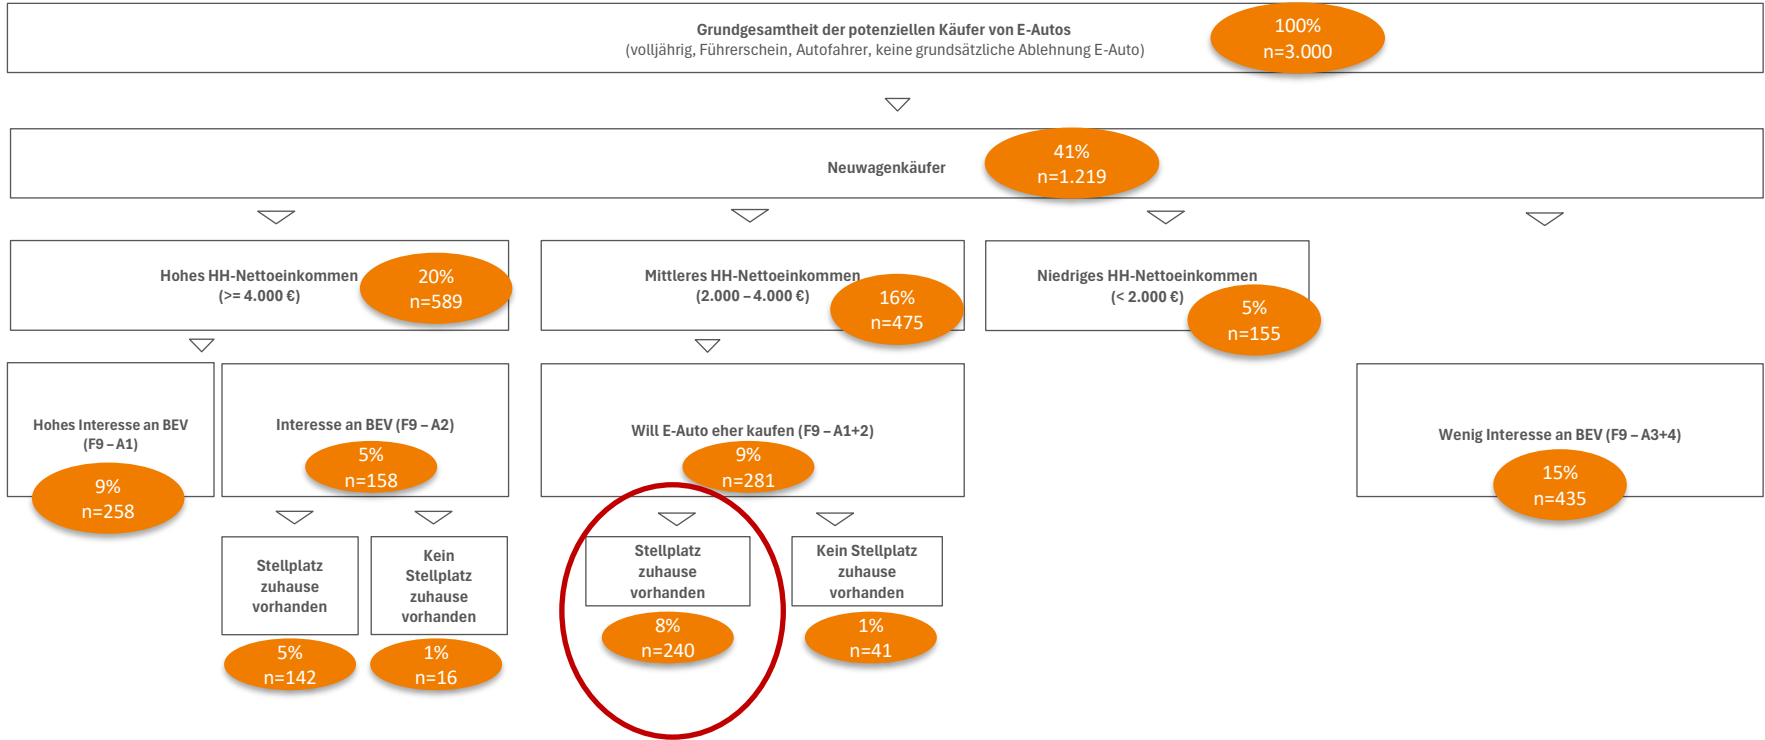 Grundgesamtheit der potenziellen Käufer von E-Autos
(volljährig, Führerschein, Autofahrer, keine grundsätzliche Ablehnung E-Auto)
100%
n=3.000
Neuwagenkäufer
41%
n=1.219
Hohes HH-Nettoeinkommen
(>= 4.000 €)
20%
n=589
Mittleres HH-Nettoeinkommen
(2.000 – 4.000 €)
16%
n=475
Niedriges HH-Nettoeinkommen
(< 2.000 €)
5%
n=155
Hohes Interesse an BEV
(F9 – A1)
9%
n=258
Interesse an BEV (F9 – A2)
5%
n=158
Will E-Auto eher kaufen (F9 – A1+2)
9%
n=281
Wenig Interesse an BEV (F9 – A3+4)
15%
n=435
Stellplatz
zuhause
vorhanden
5%
n=142
Kein
Stellplatz
zuhause
vorhanden
1%
n=16
Stellplatz
zuhause
vorhanden
8%
n=240
Kein Stellplatz
zuhause
vorhanden
1%
n=41